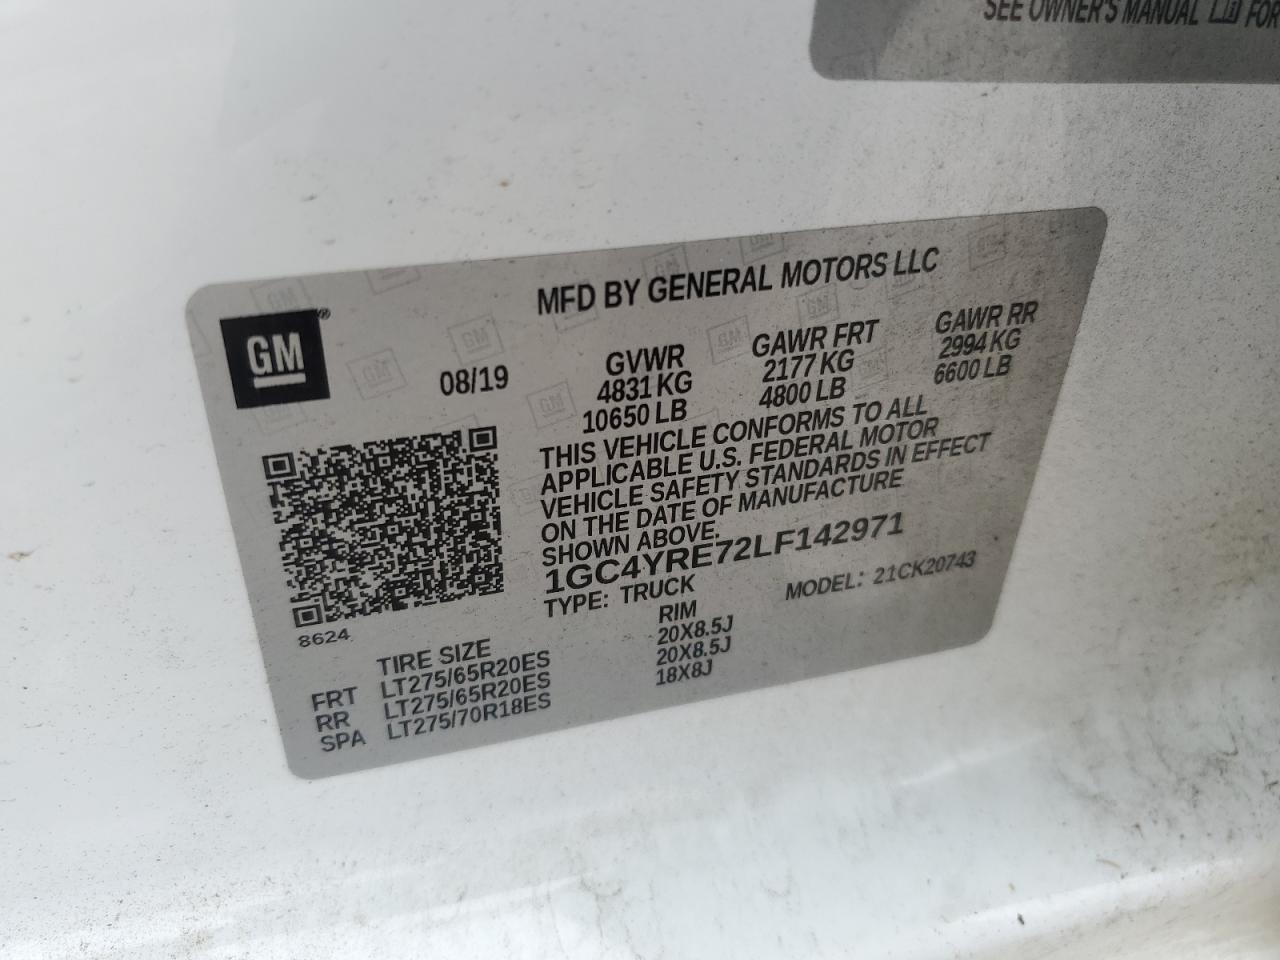 SEE OWNER'S MANUAL FOR
MFD BY GENERAL MOTORS LLC
GM®
08/19
GVWR GAWR FRT GAWR RR
4831 KG 2177 KG 2994 KG
10650 LB 4800 LB 6600 LB
THIS VEHICLE CONFORMS TO ALL
APPLICABLE U.S. FEDERAL MOTOR
VEHICLE SAFETY STANDARDS IN EFFECT
ON THE DATE OF MANUFACTURE
SHOWN ABOVE.
1GC4YRE72LF142971
TYPE: TRUCK MODEL: 21CK20743
8624
TIRE SIZE RIM
FRT LT275/65R20ES 20X8.5J
RR LT275/65R20ES 20X8.5J
SPA LT275/70R18ES 18X8J